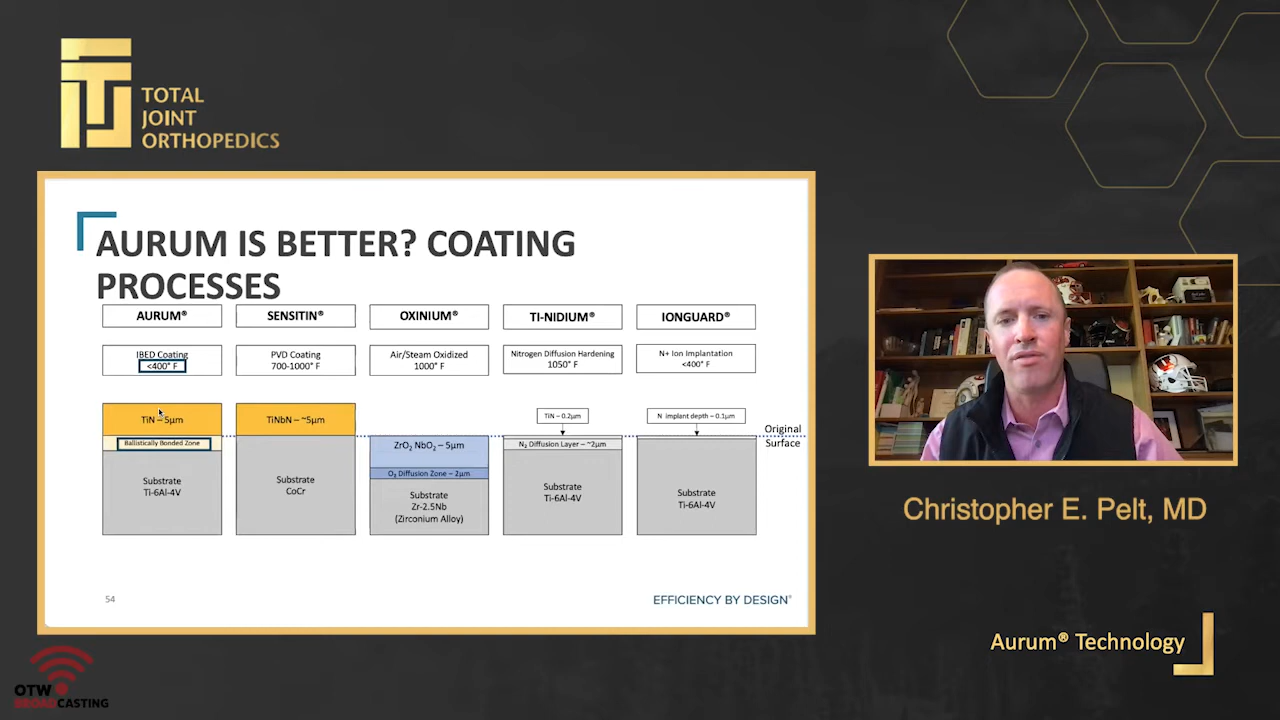 TOTAL
JOINT
ORTHOPEDICS
AURUM IS BETTER? COATING
PROCESSES
AURUM®
SENSITIN®
OXINIUM®
TI-NIDIUM®
IONGUARD®
IBED Coating
<400° F
PVD Coating
700-1000° F
Air/Steam Oxidized
1000° F
Nitrogen Diffusion Hardening
1050° F
N+ Ion Implantation
<400° F
TiN – 5µm
Ballistically Bonded Zone
Substrate
Ti-6Al-4V
TiNbN – ~5µm
Substrate
CoCr
ZrO₂ NbO₂ – 5µm
O₂ Diffusion Zone – 2µm
Substrate
Zr-2.5Nb
(Zirconium Alloy)
TiN – 0.2µm
N₂ Diffusion Layer – ~2µm
Substrate
Ti-6Al-4V
N implant depth – 0.1µm
Substrate
Ti-6Al-4V
Original
Surface
54
EFFICIENCY BY DESIGN®
Christopher E. Pelt, MD
Aurum® Technology
OTW
BROADCASTING